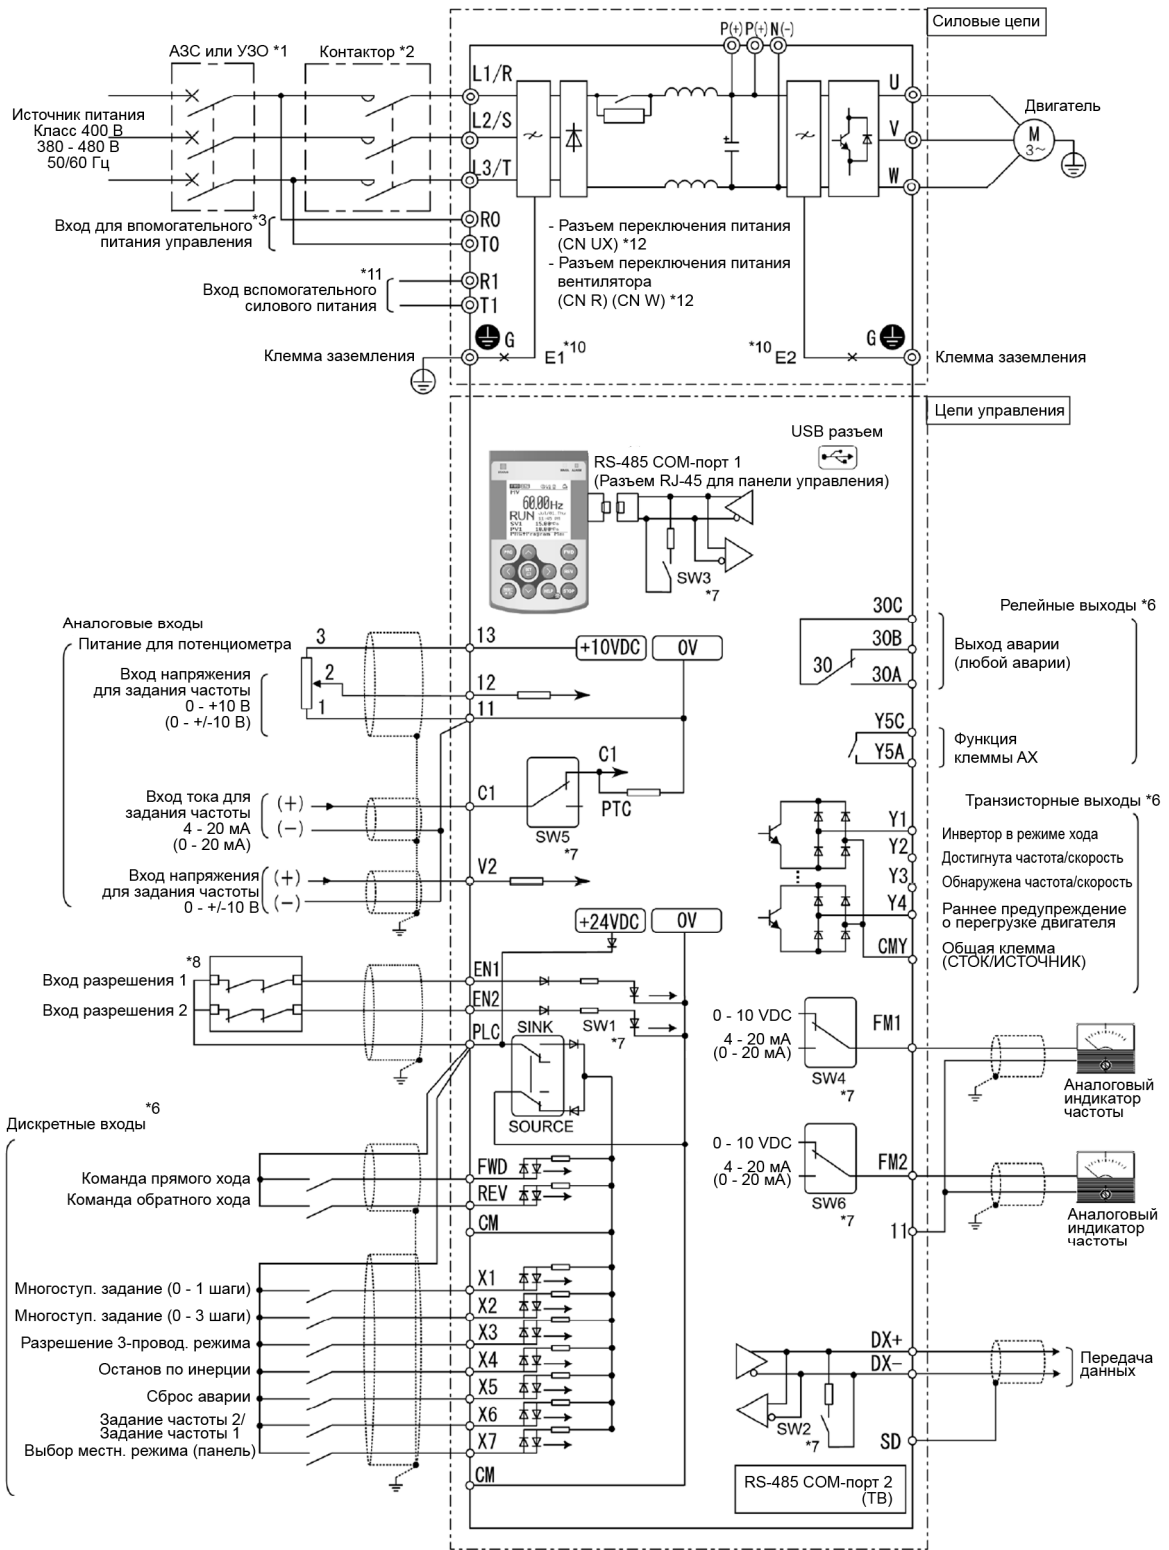 Силовые цепи
P(+) P(+) N(-)
АЗС или УЗО *1
Контактор *2
L1/R
U
Источник питания
Класс 400 В
380 - 480 В
50/60 Гц
L2/S
V
Двигатель
M
3~
L3/T
W
Вход для впомогательного *3
питания управления
R0
T0
- Разъем переключения питания
(CN UX) *12
- Разъем переключения питания
вентилятора
(CN R) (CN W) *12
*11
Вход вспомогательного
силового питания
R1
T1
G
G
Клемма заземления
E1 *10
*10 E2
Клемма заземления
Цепи управления
USB разъем
RS-485 COM-порт 1
(Разъем RJ-45 для панели управления)
60.00Hz
RUN
SW3
*7
Аналоговые входы
Питание для потенциометра
3
13
+10VDC
0V
Вход напряжения
для задания частоты
0 - +10 В
(0 - +/-10 В)
2
12
1
11
30C
Релейные выходы *6
30B
30
30A
Выход аварии
(любой аварии)
Y5C
Y5A
Функция
клеммы AX
C1
Вход тока для
задания частоты
4 - 20 мА
(0 - 20 мА)
(+)
(-)
C1
PTC
SW5
*7
Транзисторные выходы *6
Y1
Инвертор в режиме хода
Y2
Достигнута частота/скорость
Y3
Обнаружена частота/скорость
Y4
Раннее предупреждение
о перегрузке двигателя
CMY
Общая клемма
(СТОК/ИСТОЧНИК)
Вход напряжения
для задания частоты
0 - +/-10 В
(+)
(-)
V2
+24VDC
0V
*8
Вход разрешения 1
EN1
Вход разрешения 2
EN2
PLC
SINK
SW1
*7
SOURCE
0 - 10 VDC
4 - 20 мА
(0 - 20 мА)
SW4
*7
FM1
Аналоговый
индикатор
частоты
Дискретные входы *6
0 - 10 VDC
4 - 20 мА
(0 - 20 мА)
SW6
*7
FM2
Аналоговый
индикатор
частоты
11
Команда прямого хода
FWD
Команда обратного хода
REV
CM
Многоступ. задание (0 - 1 шаги)
X1
Многоступ. задание (0 - 3 шаги)
X2
Разрешение 3-провод. режима
X3
Останов по инерции
X4
Сброс аварии
X5
Задание частоты 2/
Задание частоты 1
X6
Выбор местн. режима (панель)
X7
CM
DX+
DX-
Передача
данных
SW2
*7
SD
RS-485 COM-порт 2
(TB)